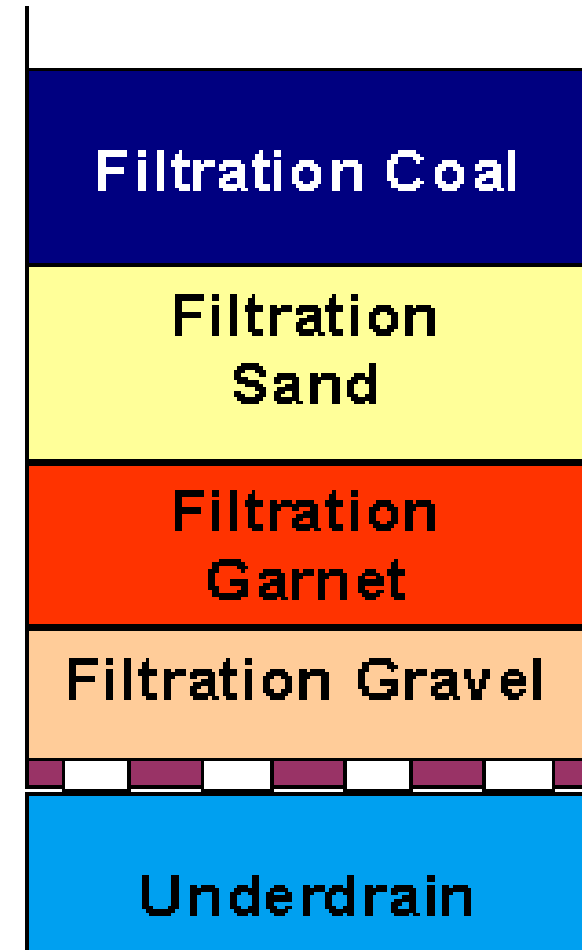 Filtration Coal
Filtration
Sand
Filtration
Garnet
Filtration Gravel
Underdrain